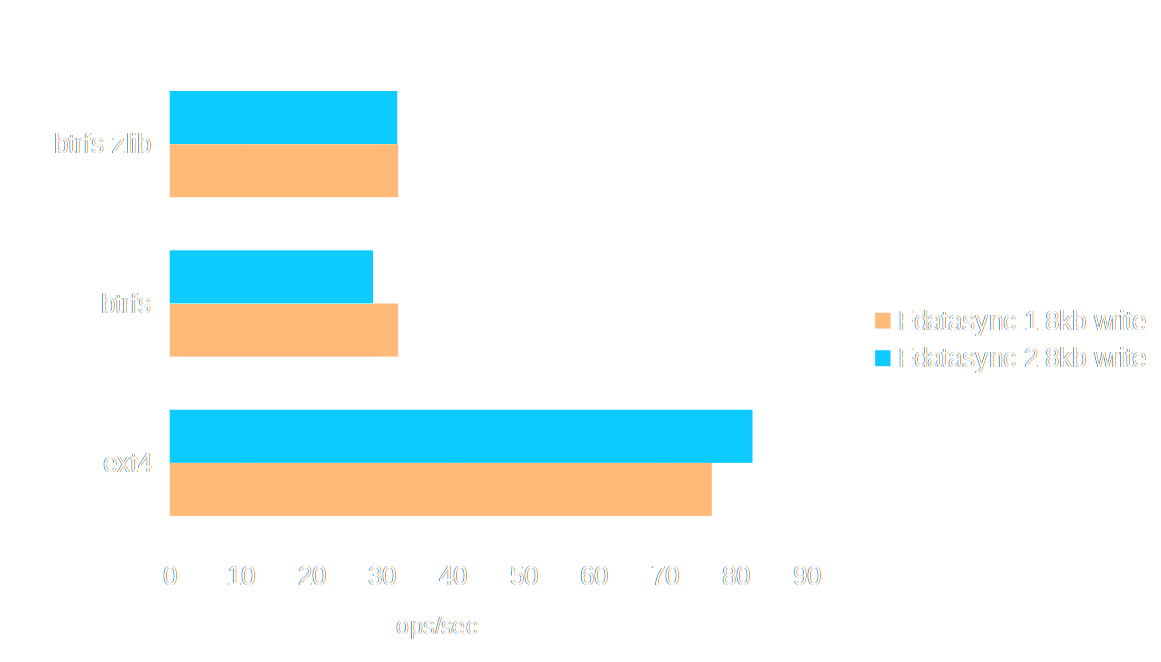 btrfs zlib
btrfs
ext4
0 10 20 30 40 50 60 70 80 90
ops/sec
Fdatasync 1 8kb write
Fdatasync 2 8kb write